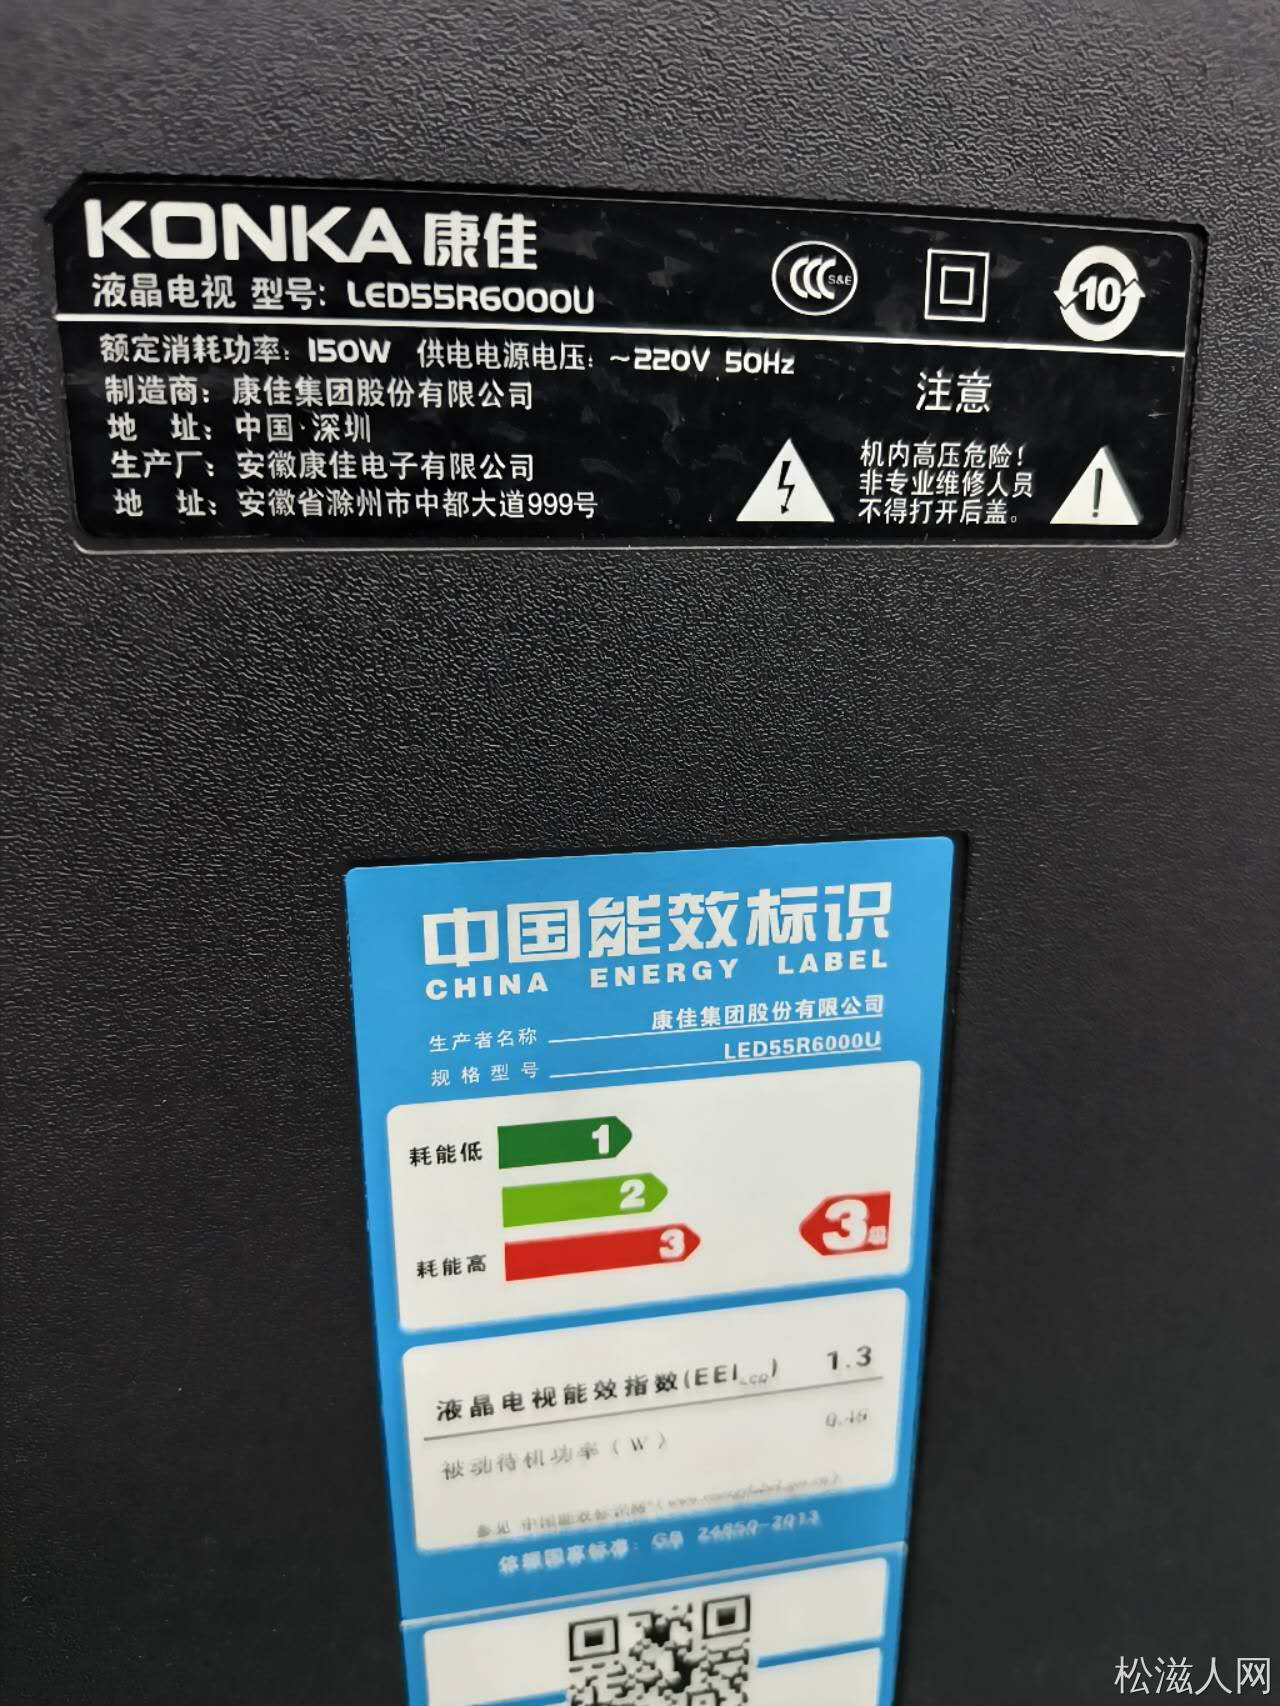 KONKA 康佳
液晶电视 型号: LED55R6000U
S&E
10
额定消耗功率: 150W 供电电源电压: ~220V 50Hz
制造商: 康佳集团股份有限公司
地 址: 中国·深圳
生产厂: 安徽康佳电子有限公司
地 址: 安徽省滁州市中都大道999号
注意
机内高压危险!
非专业维修人员
不得打开后盖。
中国能效标识
CHINA ENERGY LABEL
生产者名称 康佳集团股份有限公司
规格型号 LED55R6000U
耗能低
1
2
3
耗能高
3级
液晶电视能效指数(EEI LCD) 1.3
被动待机功率(W)
依据国家标准: GB 24850-2013
松滋人网